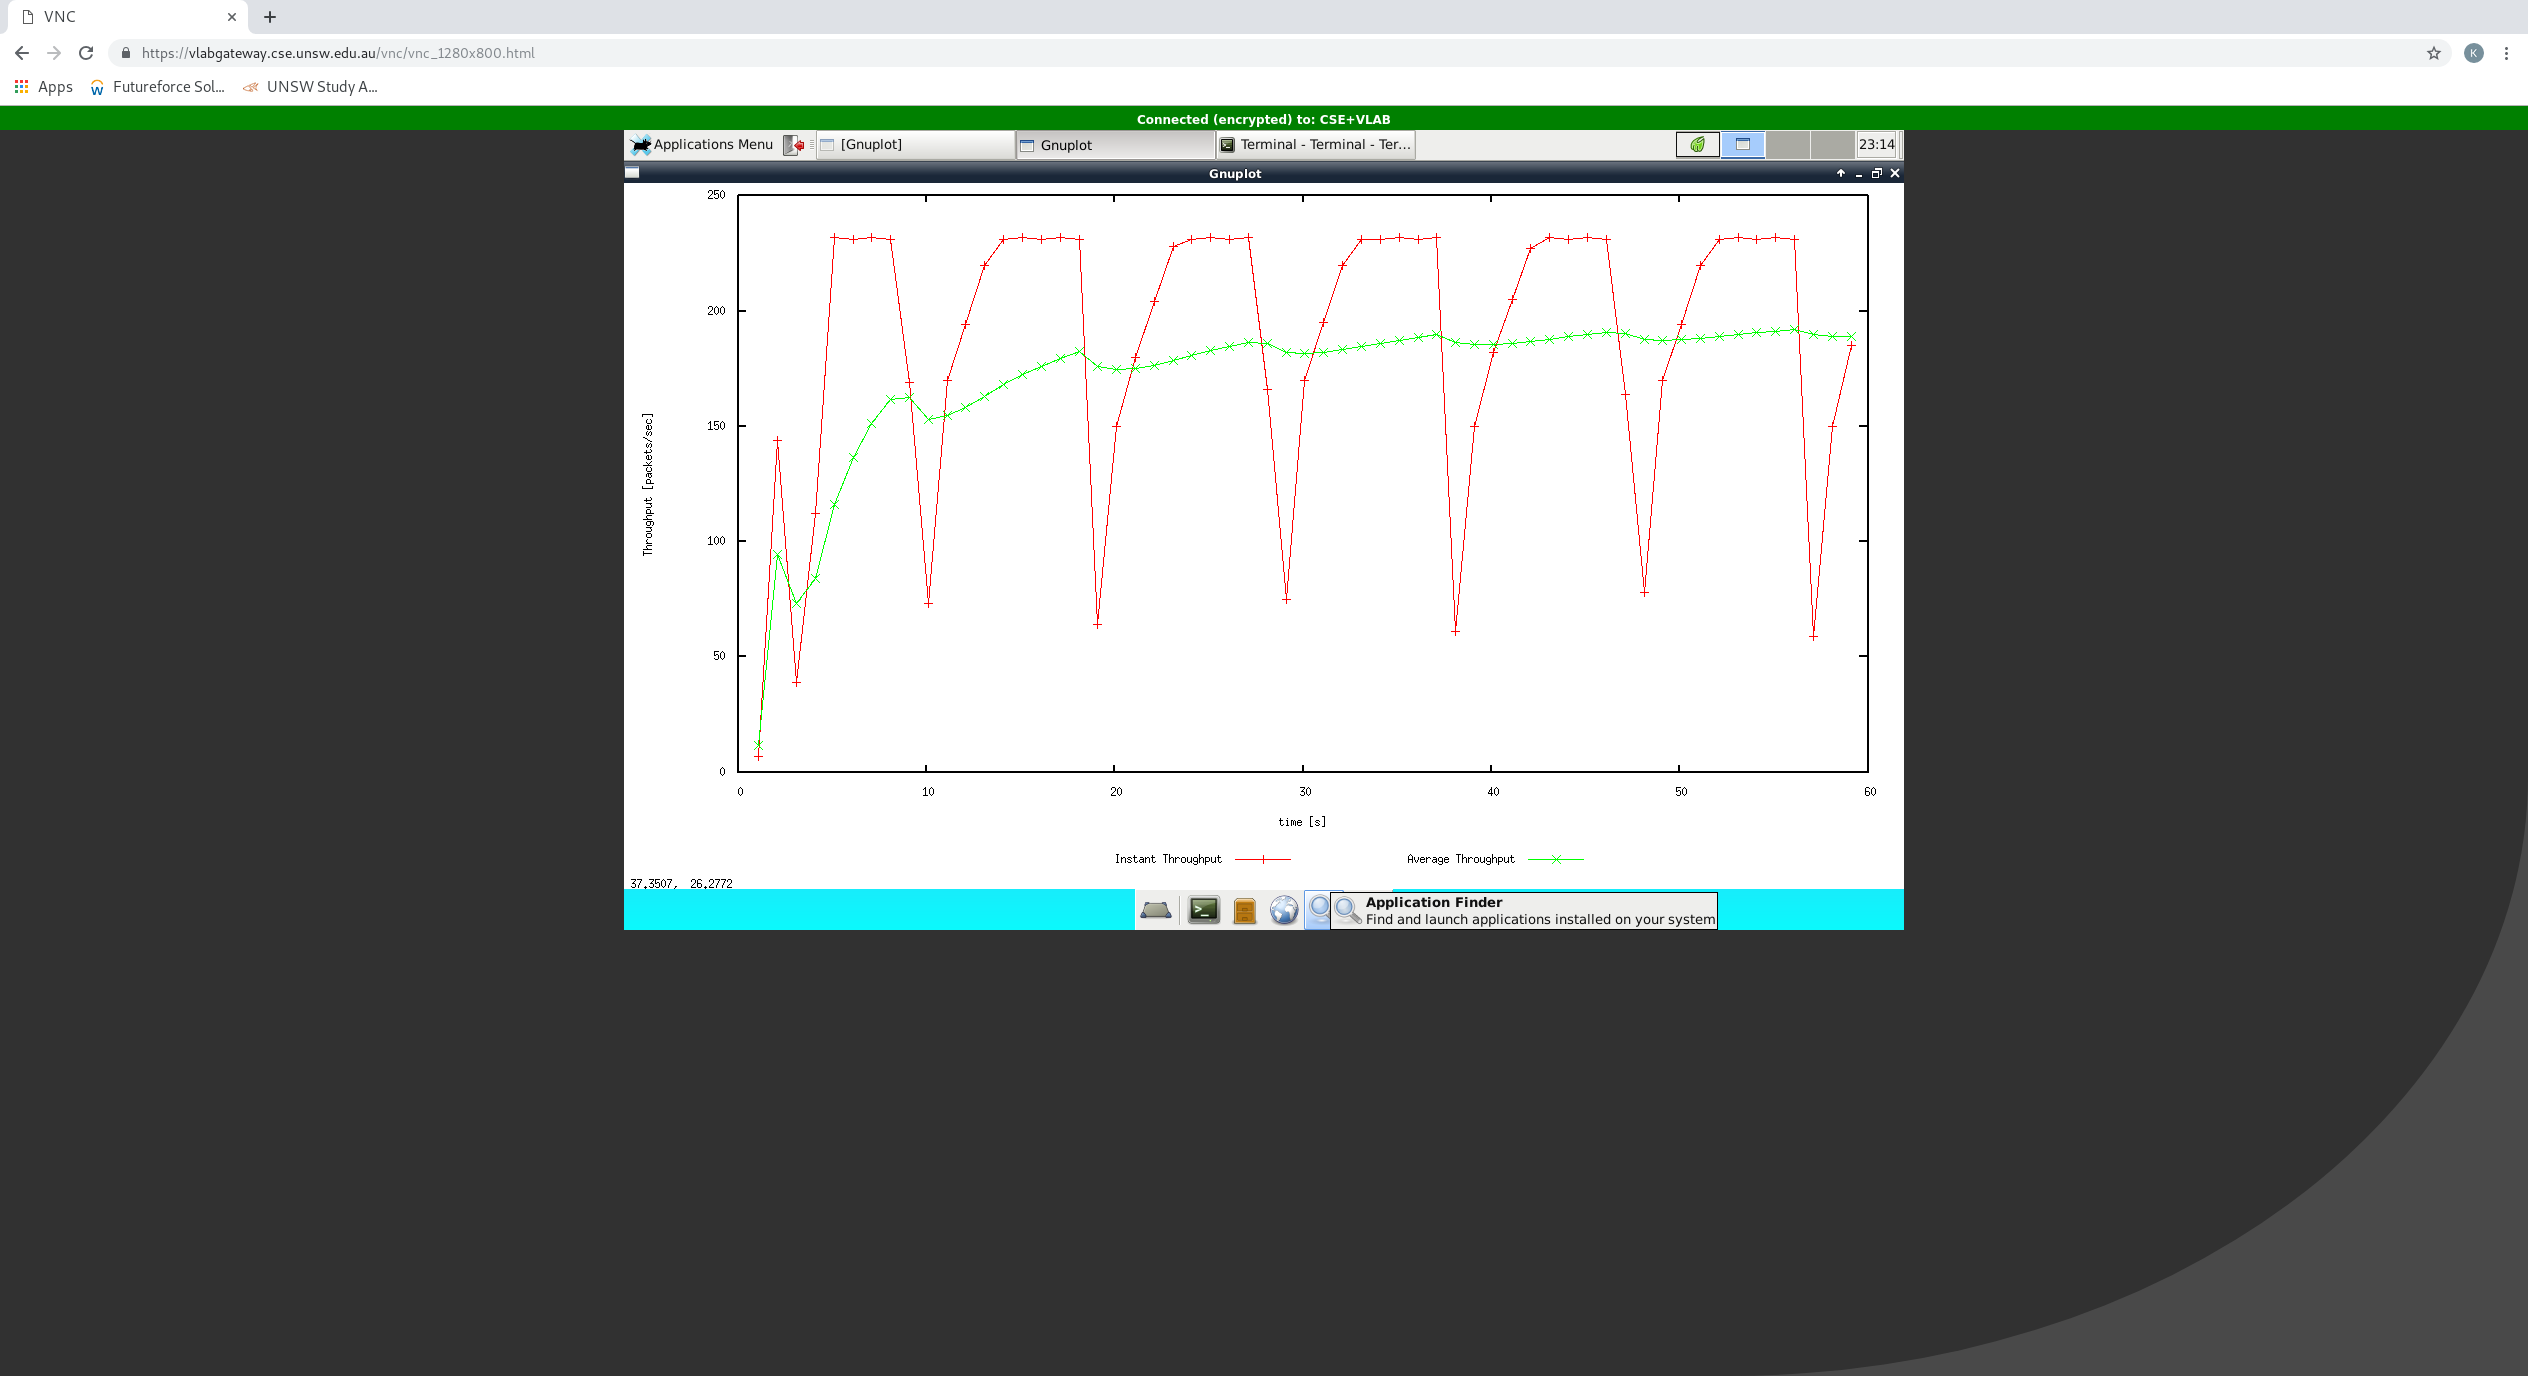 VNC
https://vlabgateway.cse.unsw.edu.au/vnc/vnc_1280x800.html
K
Apps
Futureforce Sol...
UNSW Study A...
Connected (encrypted) to: CSE+VLAB
Applications Menu
[Gnuplot]
Gnuplot
Terminal - Terminal - Ter...
23:14
Gnuplot
250
200
150
100
50
0
Throughput [packets/sec]
0 10 20 30 40 50 60
time [s]
Instant Throughput
Average Throughput
37.3507, 26.2772
Application Finder
Find and launch applications installed on your system